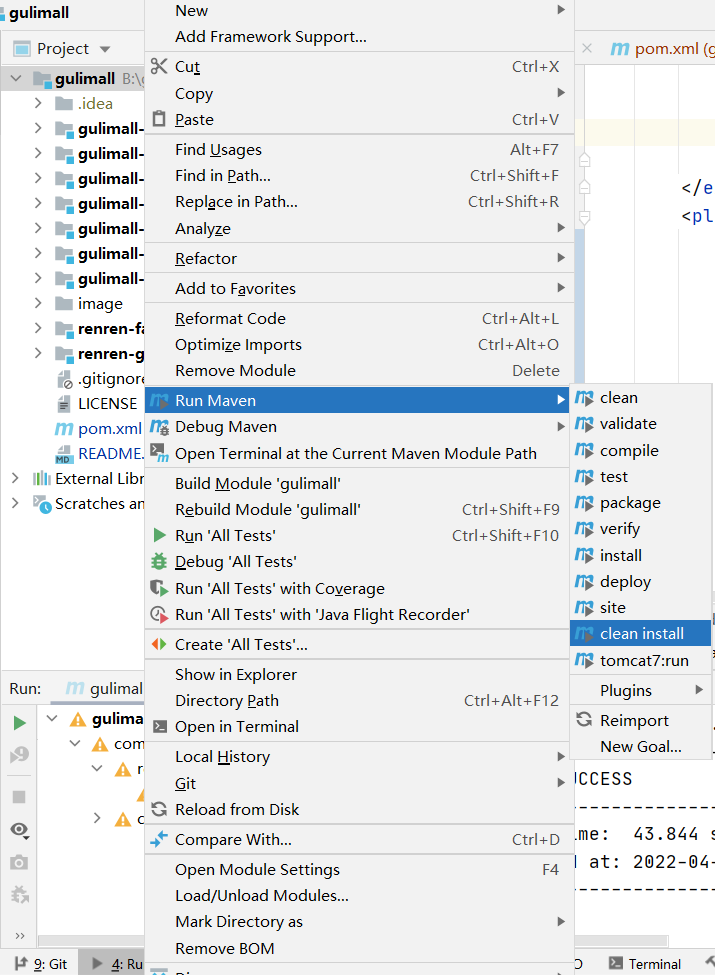 gulimall
Project
gulimall B:\g
.idea
gulimall-
gulimall-
gulimall-
gulimall-
gulimall-
gulimall-
gulimall-
image
renren-fa
renren-g
.gitignore
LICENSE
pom.xml
README.
External Libr
Scratches an
New
Add Framework Support...
Cut Ctrl+X
Copy
Paste Ctrl+V
Find Usages Alt+F7
Find in Path... Ctrl+Shift+F
Replace in Path... Ctrl+Shift+R
Analyze
Refactor
Add to Favorites
Reformat Code Ctrl+Alt+L
Optimize Imports Ctrl+Alt+O
Remove Module Delete
Run Maven
Debug Maven
Open Terminal at the Current Maven Module Path
Build Module 'gulimall'
Rebuild Module 'gulimall' Ctrl+Shift+F9
Run 'All Tests' Ctrl+Shift+F10
Debug 'All Tests'
Run 'All Tests' with Coverage
Run 'All Tests' with 'Java Flight Recorder'
Create 'All Tests'...
Show in Explorer
Directory Path Ctrl+Alt+F12
Open in Terminal
Local History
Git
Reload from Disk
Compare With... Ctrl+D
Open Module Settings F4
Load/Unload Modules...
Mark Directory as
Remove BOM
clean
validate
compile
test
package
verify
install
deploy
site
clean install
tomcat7:run
Plugins
Reimport
New Goal...
pom.xml (g
</e
<pl
Run: gulimal
gulima
com
UCCESS
ime: 43.844 s
d at: 2022-04-
9: Git
4: Ru
Terminal